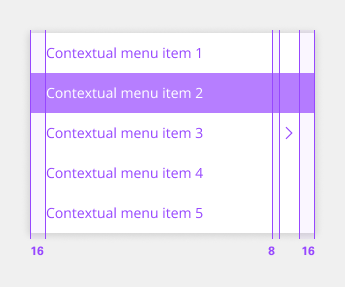 Contextual menu item 1
Contextual menu item 2
Contextual menu item 3
Contextual menu item 4
Contextual menu item 5
16 8 16